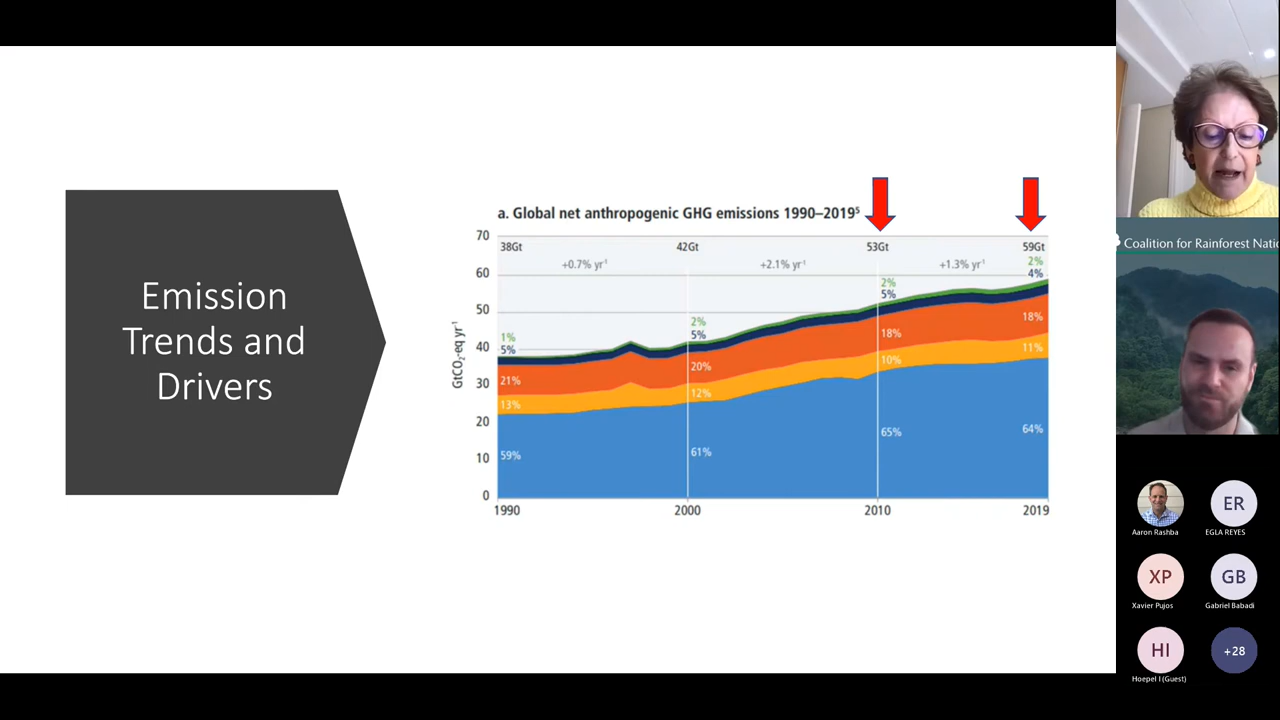 Emission
Trends and
Drivers
a. Global net anthropogenic GHG emissions 1990–2019⁵
GtCO₂-eq yr⁻¹
70
60
50
40
30
20
10
0
38Gt
42Gt
53Gt
59Gt
+0.7% yr⁻¹
+2.1% yr⁻¹
+1.3% yr⁻¹
1%
5%
21%
13%
59%
2%
5%
20%
12%
61%
2%
5%
18%
10%
65%
2%
4%
18%
11%
64%
1990
2000
2010
2019
Coalition for Rainforest Natio
Aaron Rashba
ER
EGLA REYES
XP
Xavier Pujos
GB
Gabriel Babadi
HI
Hoepel I (Guest)
+28